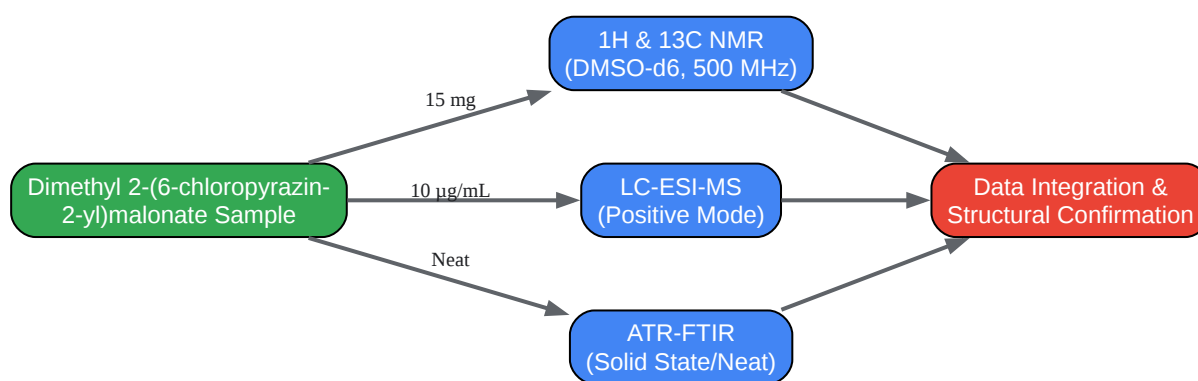 1H & 13C NMR
(DMSO-d6, 500 MHz)
15 mg
Dimethyl 2-(6-chloropyrazin-
2-yl)malonate Sample
10 µg/mL
LC-ESI-MS
(Positive Mode)
Data Integration &
Structural Confirmation
Neat
ATR-FTIR
(Solid State/Neat)